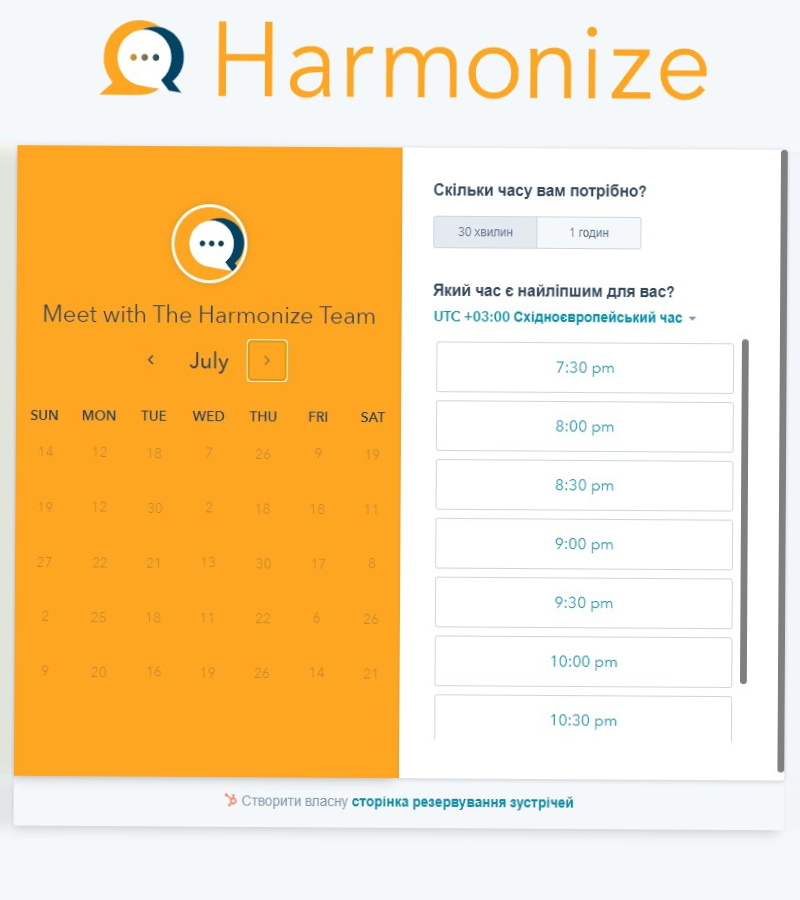 Harmonize
Meet with The Harmonize Team
July
SUN MON TUE WED THU FRI SAT
14 12 18 7 26 9 19
19 12 30 2 18 18 11
27 22 21 13 30 17 8
2 25 18 11 22 6 26
9 20 16 19 26 14 21
Скільки часу вам потрібно?
30 хвилин 1 годин
Який час є найліпшим для вас?
UTC +03:00 Східноєвропейський час
7:30 pm
8:00 pm
8:30 pm
9:00 pm
9:30 pm
10:00 pm
10:30 pm
Створити власну сторінка резервування зустрічей